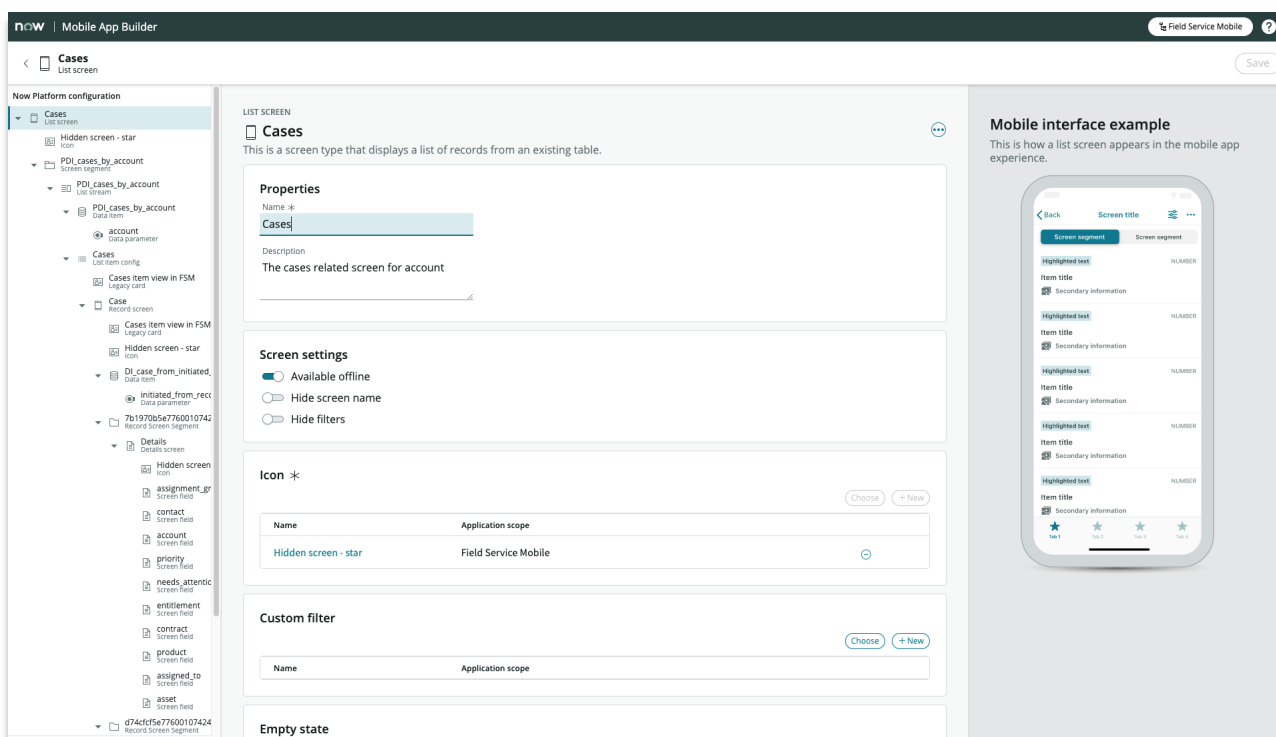 now | Mobile App Builder
Field Service Mobile
?
Cases
List screen
Save
Now Platform configuration
Cases
List screen
Hidden screen - star
Icon
PDI_cases_by_account
Screen segment
PDI_cases_by_account
List stream
PDI_cases_by_account
Data item
account
Data parameter
Cases
List item config
Cases item view in FSM
Legacy card
Case
Record screen
Cases item view in FSM
Legacy card
Hidden screen - star
Icon
DI_case_from_initiated_
Data item
initiated_from_reco
Data parameter
7b1970b5e7760010742
Record Screen Segment
Details
Details screen
Hidden screen
Icon
assignment_gr
Screen field
contact
Screen field
account
Screen field
priority
Screen field
needs_attentic
Screen field
entitlement
Screen field
contract
Screen field
product
Screen field
assigned_to
Screen field
asset
Screen field
d74cfcf5e77600107424
Record Screen Segment
LIST SCREEN
Cases
This is a screen type that displays a list of records from an existing table.
Properties
Name *
Cases
Description
The cases related screen for account
Screen settings
Available offline
Hide screen name
Hide filters
Icon *
Choose + New
Name Application scope
Hidden screen - star Field Service Mobile
Custom filter
Choose + New
Name Application scope
Empty state
Mobile interface example
This is how a list screen appears in the mobile app
experience.
Back Screen title
Screen segment Screen segment
Highlighted text NUMBER
Item title
Secondary information
Highlighted text NUMBER
Item title
Secondary information
Highlighted text NUMBER
Item title
Secondary information
Highlighted text NUMBER
Item title
Secondary information
Highlighted text NUMBER
Item title
Secondary information
Tab 1 Tab 2 Tab 3 Tab 4